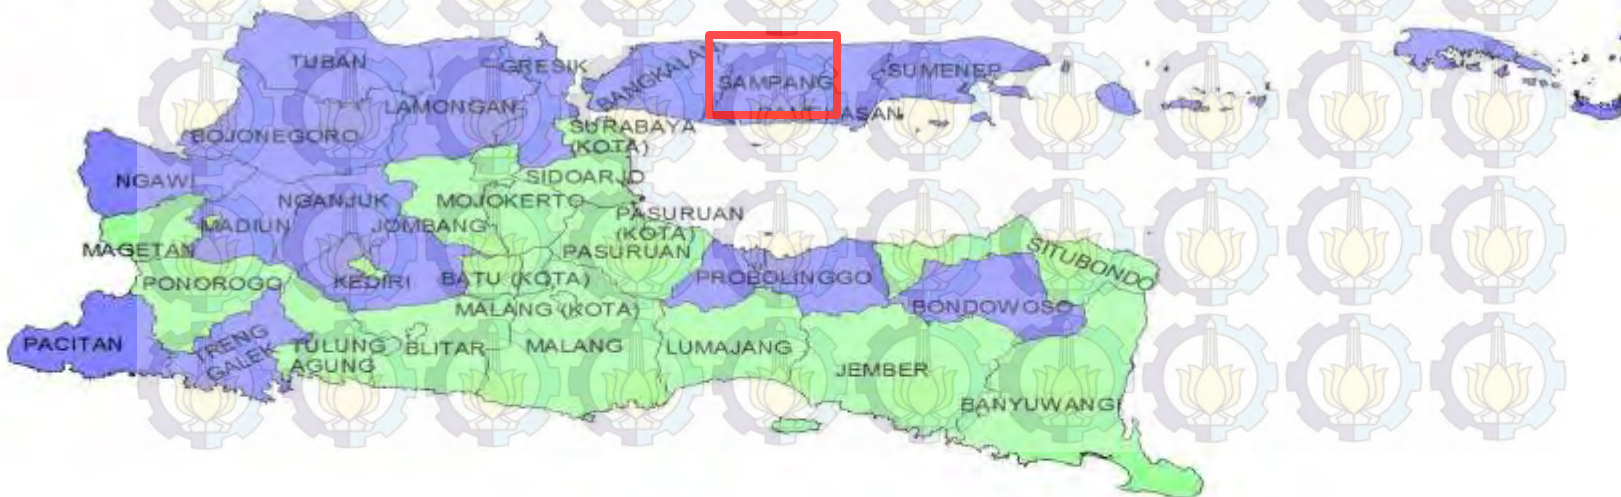 TUBAN
GRESIK
BANGKALAN
SAMPANG
SUMENEP
LAMONGAN
PAMEKASAN
BOJONEGORO
SURABAYA
(KOTA)
NGAWI
SIDOARJO
NGANJUK
MOJOKERTO
MADIUN
JOMBANG
PASURUAN
(KOTA)
MAGETAN
PASURUAN
SITUBONDO
PONOROGO
KEDIRI
BATU (KOTA)
PROBOLINGGO
MALANG (KOTA)
BONDOWOSO
PACITAN
TRENG
GALEK
TULUNG
AGUNG
BLITAR
MALANG
LUMAJANG
JEMBER
BANYUWANGI